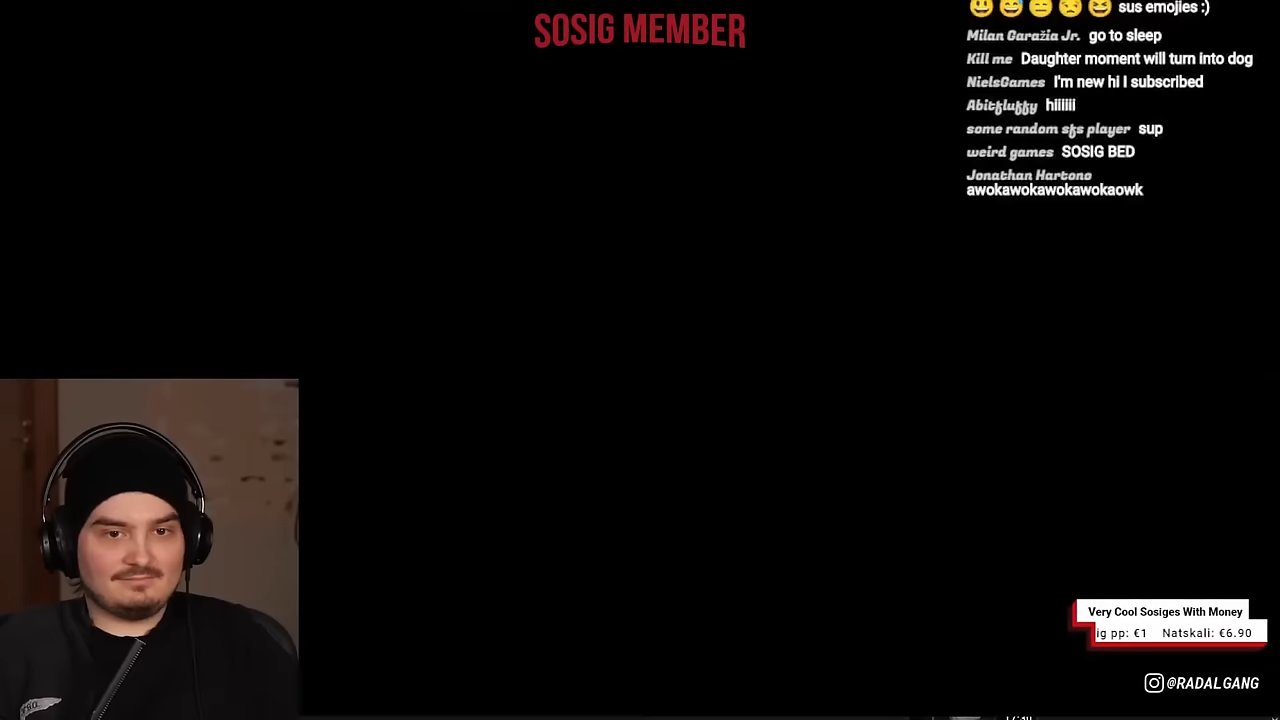 SOSIG MEMBER
sus emojies :)
Milan Garažia Jr. go to sleep
Kill me Daughter moment will turn into dog
NielsGames I'm new hi I subscribed
Abitfluffy hiiiiii
some random sfs player sup
weird games SOSIG BED
Jonathan Hartono
awokawokawokawokaowk
Very Cool Sosiges With Money
ig pp: €1 Natskali: €6.90
@RADALGANG